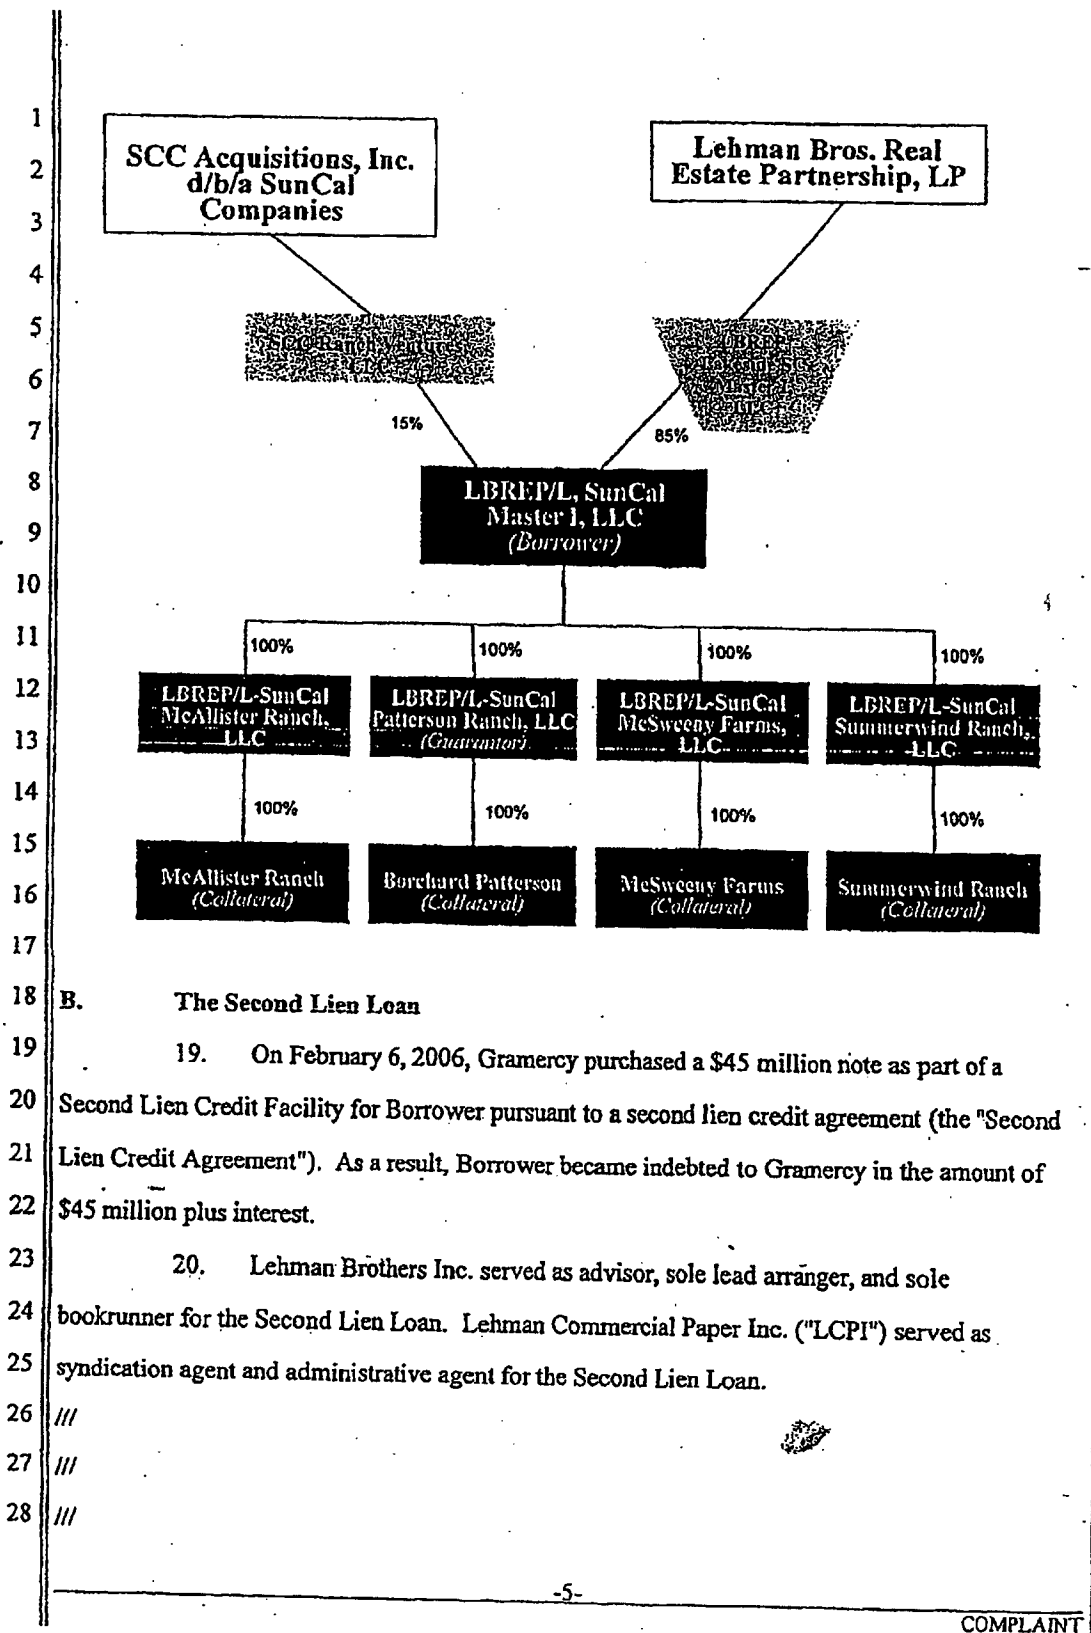 1
2
3
4
5
6
7
8
9
10
11
12
13
14
15
16
17
18
19
20
21
22
23
24
25
26
27
28
SCC Acquisitions, Inc.
d/b/a SunCal
Companies
Lehman Bros. Real
Estate Partnership, LP
SCC Ranch Ventures
LLC
LBREP
Lakeside SC
Master I,
LLC
15%
85%
LBREP/L, SunCal
Master I, LLC
(Borrower)
100%
100%
100%
100%
LBREP/L-SunCal
McAllister Ranch,
LLC
LBREP/L-SunCal
Patterson Ranch, LLC
(Guarantor)
LBREP/L-SunCal
McSweeny Farms,
LLC
LBREP/L-SunCal
Summerwind Ranch,
LLC
100%
100%
100%
100%
McAllister Ranch
(Collateral)
Borchard Patterson
(Collateral)
McSweeny Farms
(Collateral)
Summerwind Ranch
(Collateral)
B. The Second Lien Loan
19. On February 6, 2006, Gramercy purchased a $45 million note as part of a
Second Lien Credit Facility for Borrower pursuant to a second lien credit agreement (the "Second
Lien Credit Agreement"). As a result, Borrower became indebted to Gramercy in the amount of
$45 million plus interest.
20. Lehman Brothers Inc. served as advisor, sole lead arranger, and sole
bookrunner for the Second Lien Loan. Lehman Commercial Paper Inc. ("LCPI") served as
syndication agent and administrative agent for the Second Lien Loan.
///
///
///
-5-
COMPLAINT